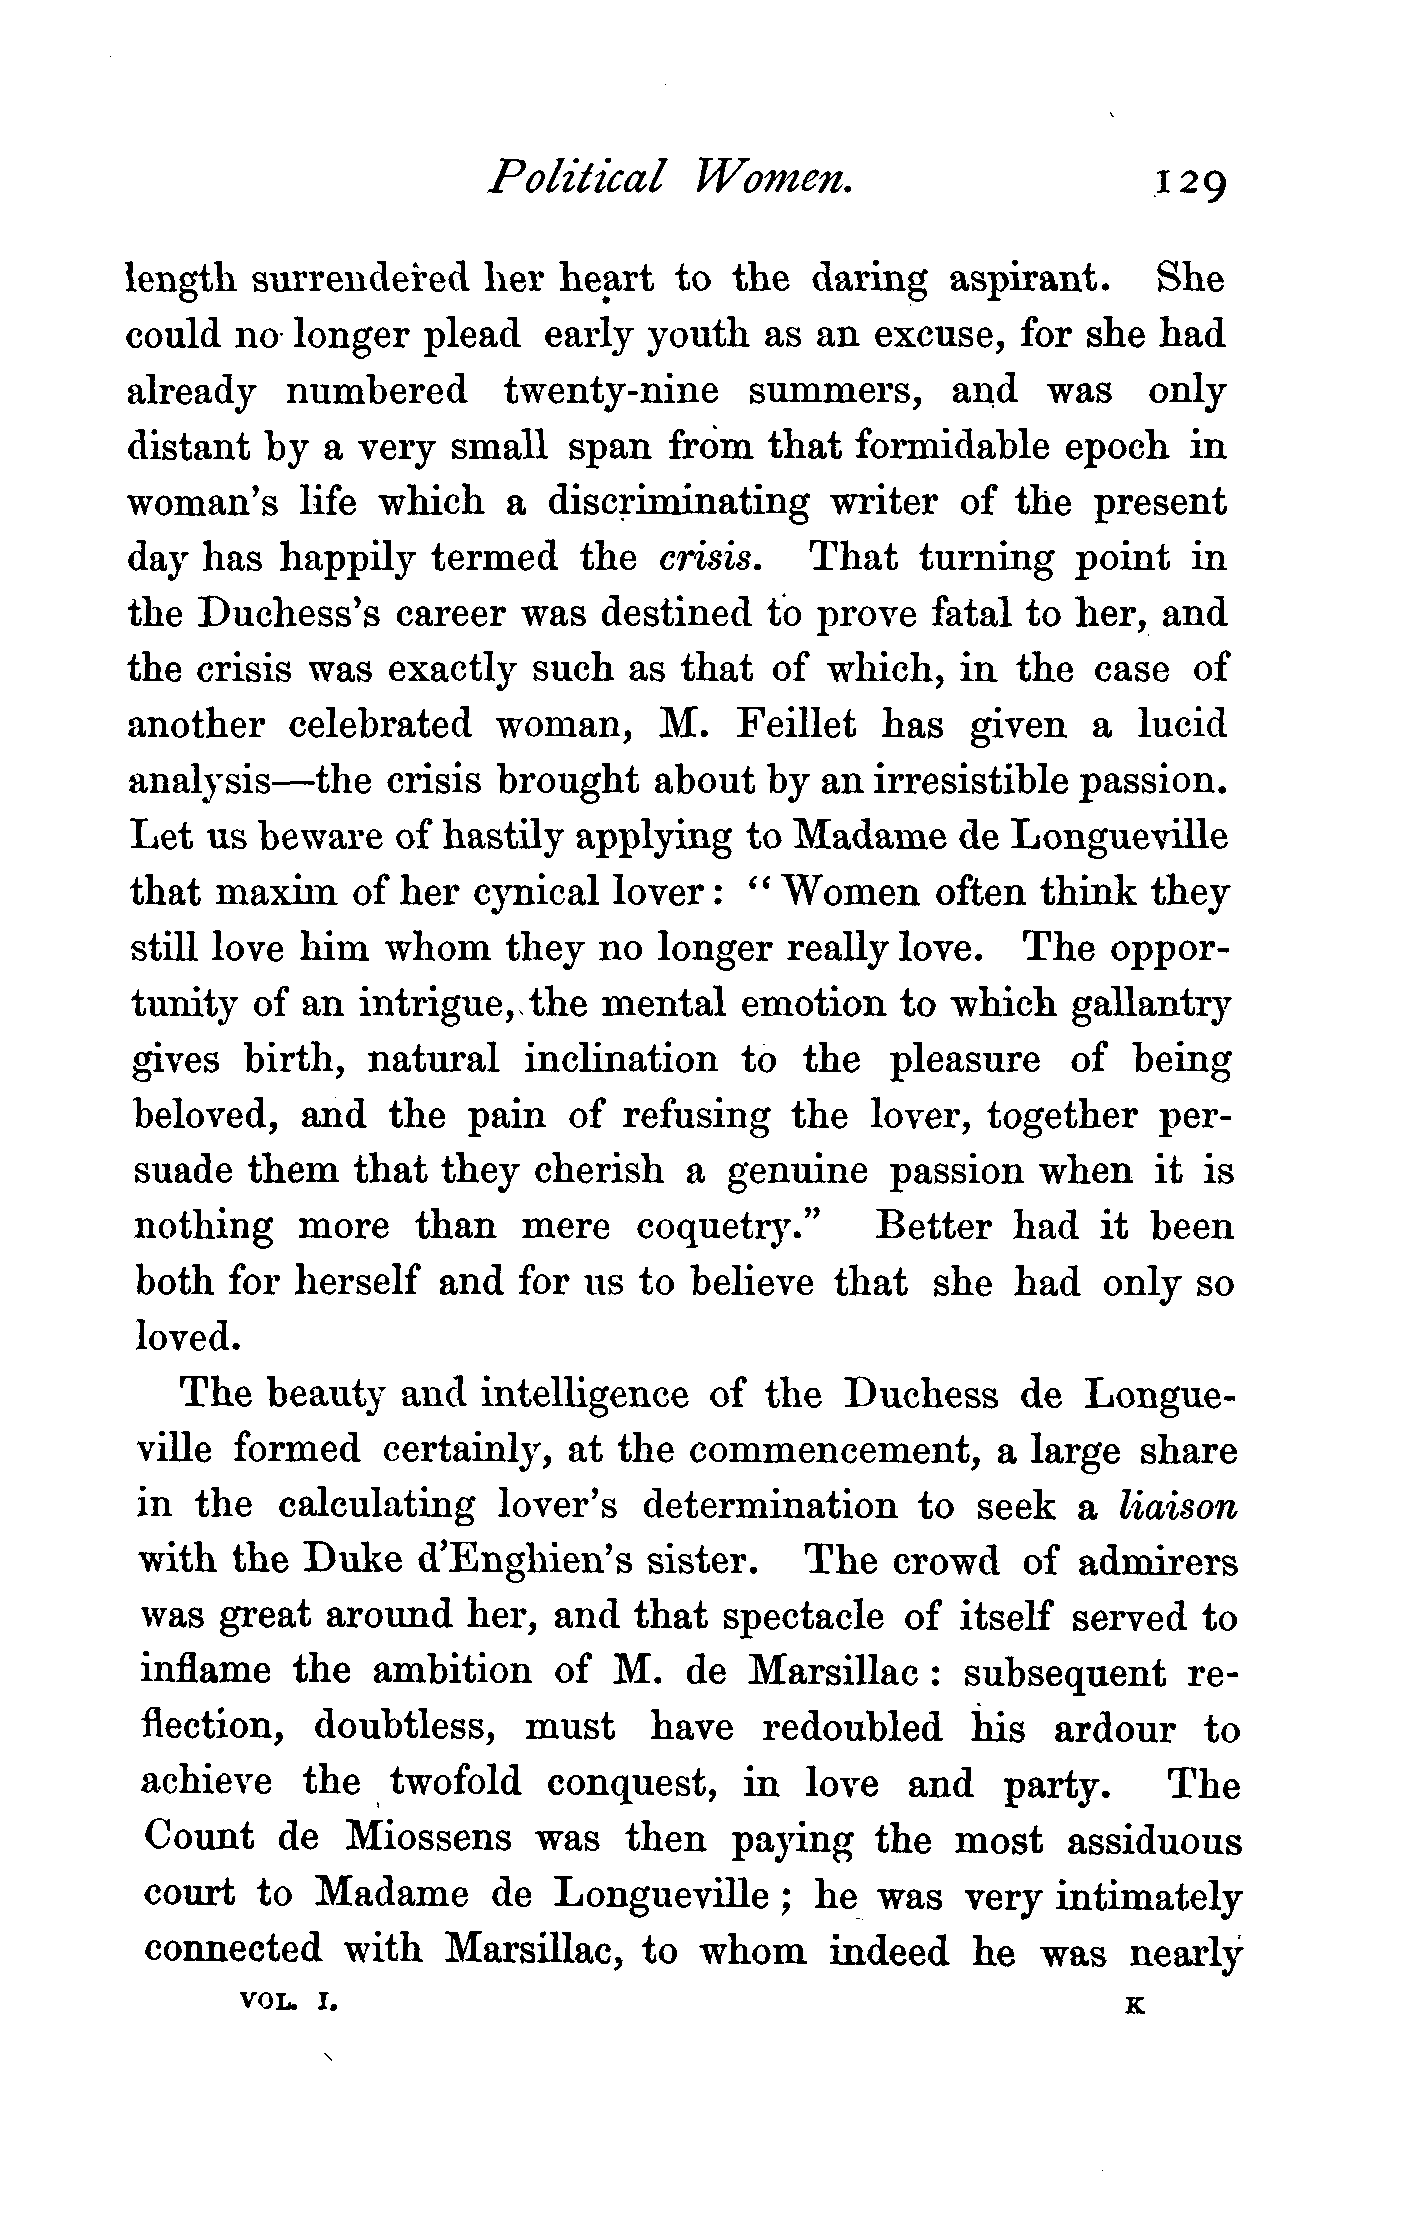 Political Women. 129
length surrendered her heart to the daring aspirant. She
could no longer plead early youth as an excuse, for she had
already numbered twenty-nine summers, and was only
distant by a very small span from that formidable epoch in
woman's life which a discriminating writer of the present
day has happily termed the crisis. That turning point in
the Duchess's career was destined to prove fatal to her, and
the crisis was exactly such as that of which, in the case of
another celebrated woman, M. Feillet has given a lucid
analysis—the crisis brought about by an irresistible passion.
Let us beware of hastily applying to Madame de Longueville
that maxim of her cynical lover: “Women often think they
still love him whom they no longer really love. The oppor-
tunity of an intrigue, the mental emotion to which gallantry
gives birth, natural inclination to the pleasure of being
beloved, and the pain of refusing the lover, together per-
suade them that they cherish a genuine passion when it is
nothing more than mere coquetry.” Better had it been
both for herself and for us to believe that she had only so
loved.
The beauty and intelligence of the Duchess de Longue-
ville formed certainly, at the commencement, a large share
in the calculating lover's determination to seek a liaison
with the Duke d'Enghien's sister. The crowd of admirers
was great around her, and that spectacle of itself served to
inflame the ambition of M. de Marsillac: subsequent re-
flection, doubtless, must have redoubled his ardour to
achieve the twofold conquest, in love and party. The
Count de Miossens was then paying the most assiduous
court to Madame de Longueville; he was very intimately
connected with Marsillac, to whom indeed he was nearly
VOL. I. K